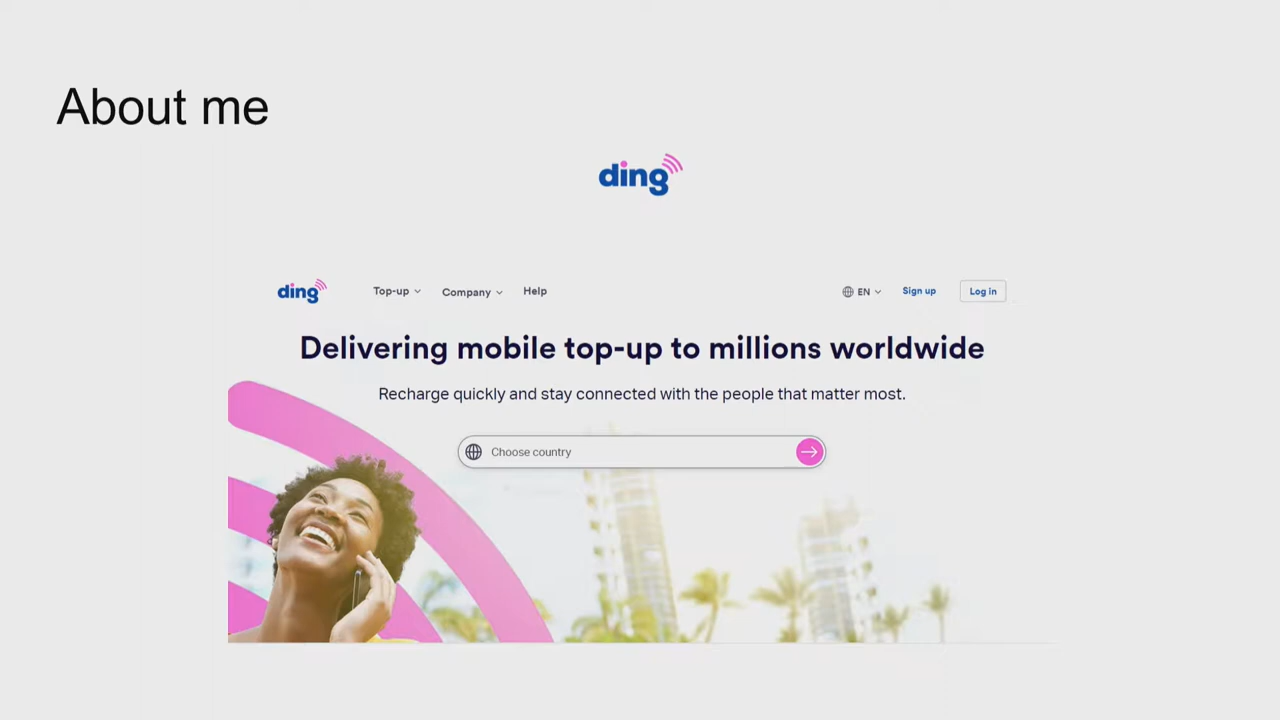 About me
ding
ding Top-up Company Help EN Sign up Log in
Delivering mobile top-up to millions worldwide
Recharge quickly and stay connected with the people that matter most.
Choose country